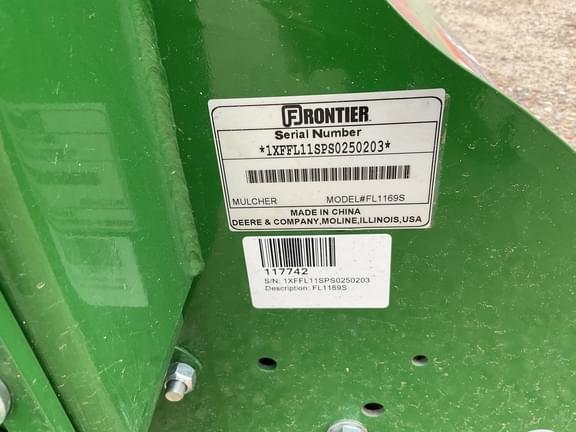 FRONTIER
Serial Number
*1XFFL11SPS0250203*
MULCHER MODEL#FL1169S
MADE IN CHINA
DEERE & COMPANY,MOLINE,ILLINOIS,USA
117742
S/N: 1XFFL11SPS0250203
Description: FL1169S